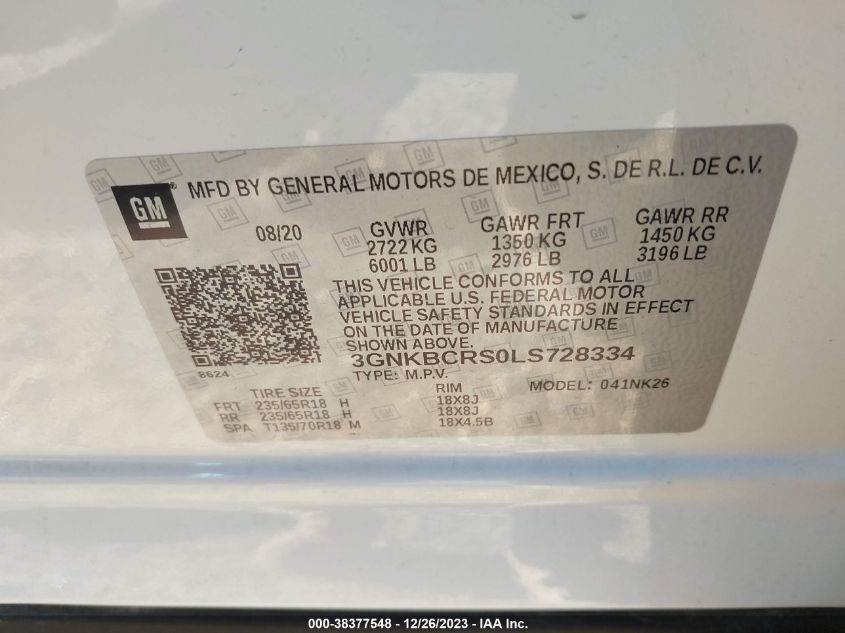 GM ® MFD BY GENERAL MOTORS DE MEXICO, S. DE R.L. DE C.V.
08/20 GVWR GAWR FRT GAWR RR
2722 KG 1350 KG 1450 KG
6001 LB 2976 LB 3196 LB
THIS VEHICLE CONFORMS TO ALL
APPLICABLE U.S. FEDERAL MOTOR
VEHICLE SAFETY STANDARDS IN EFFECT
ON THE DATE OF MANUFACTURE
SHOWN ABOVE.
3GNKBCRS0LS728334
8624 TYPE: M.P.V. MODEL: 041NK26
TIRE SIZE RIM
FRT 235/65R18 H 18X8J
RR 235/65R18 H 18X8J
SPA T135/70R18 M 18X4.5B
000-38377548 - 12/26/2023 - IAA Inc.